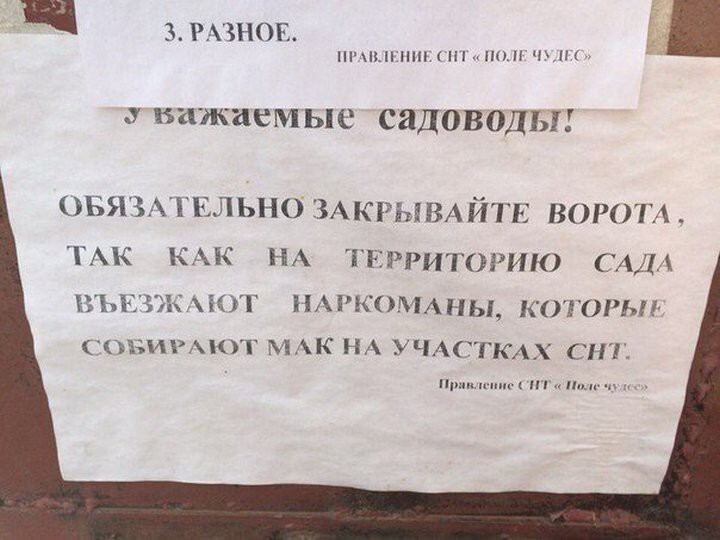 3. РАЗНОЕ.
ПРАВЛЕНИЕ СНТ « ПОЛЕ ЧУДЕС»
Уважаемые садоводы!
ОБЯЗАТЕЛЬНО ЗАКРЫВАЙТЕ ВОРОТА,
ТАК КАК НА ТЕРРИТОРИЮ САДА
ВЪЕЗЖАЮТ НАРКОМАНЫ, КОТОРЫЕ
СОБИРАЮТ МАК НА УЧАСТКАХ СНТ.
Правление СНТ « Поле чудес»